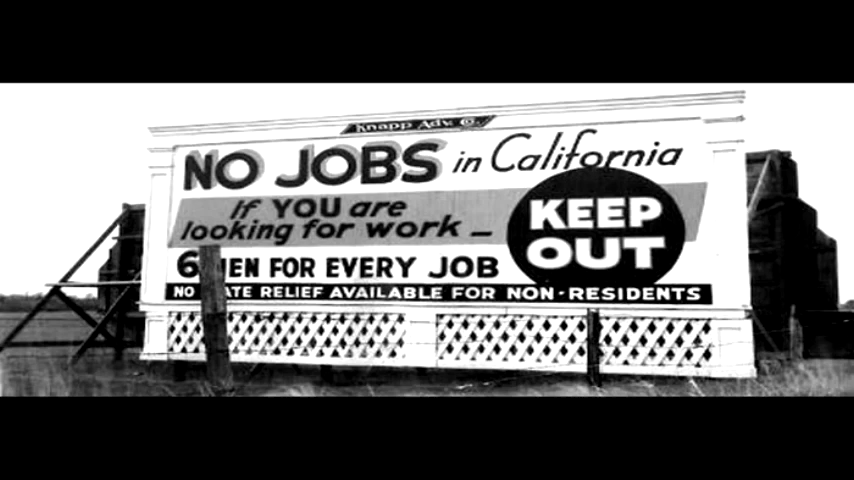 Knapp Adv. Co.
NO JOBS in California
If YOU are
looking for work –
KEEP
OUT
6 MEN FOR EVERY JOB
NO RELIEF AVAILABLE FOR NON-RESIDENTS